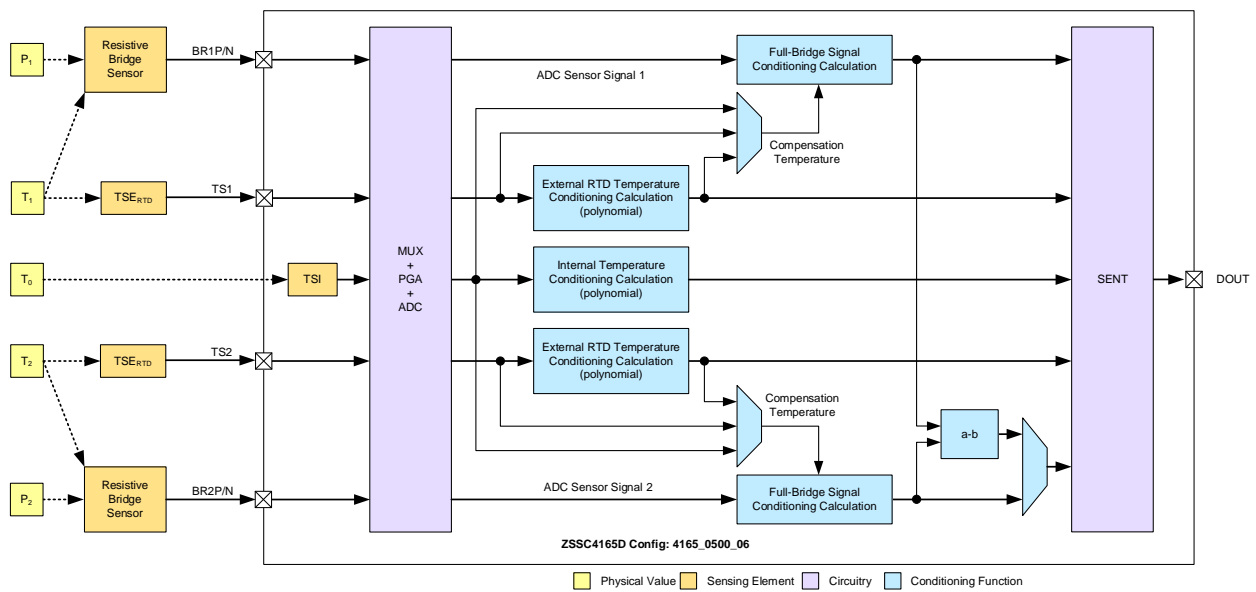 P1
Resistive
Bridge
Sensor
BR1P/N
ADC Sensor Signal 1
Full-Bridge Signal
Conditioning Calculation
Compensation
Temperature
T1
TSERTD
TS1
External RTD Temperature
Conditioning Calculation
(polynomial)
T0
TSI
MUX
+
PGA
+
ADC
Internal Temperature
Conditioning Calculation
(polynomial)
SENT
DOUT
T2
TSERTD
TS2
External RTD Temperature
Conditioning Calculation
(polynomial)
Compensation
Temperature
a-b
P2
Resistive
Bridge
Sensor
BR2P/N
ADC Sensor Signal 2
Full-Bridge Signal
Conditioning Calculation
ZSSC4165D Config: 4165_0500_06
Physical Value
Sensing Element
Circuitry
Conditioning Function